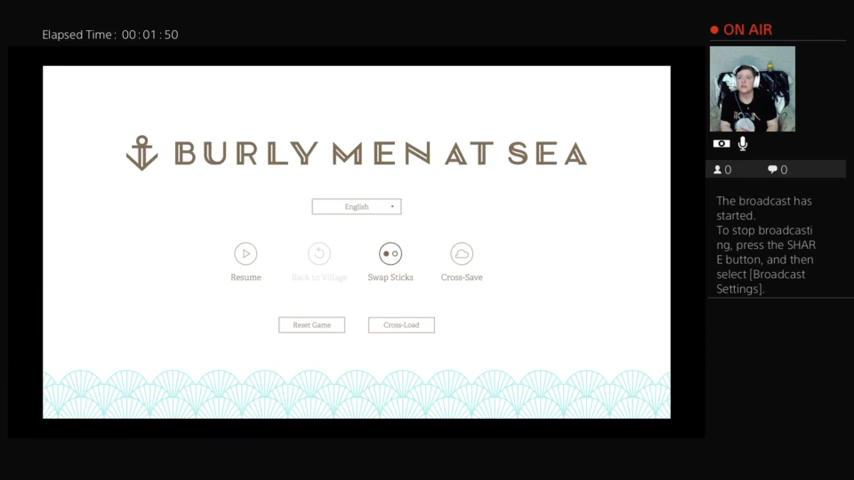 Elapsed Time: 00:01:50
ON AIR
BURLY MEN AT SEA
English
Resume
Back to Village
Swap Sticks
Cross-Save
Reset Game
Cross-Load
0
0
The broadcast has
started.
To stop broadcasti
ng, press the SHAR
E button, and then
select [Broadcast
Settings].